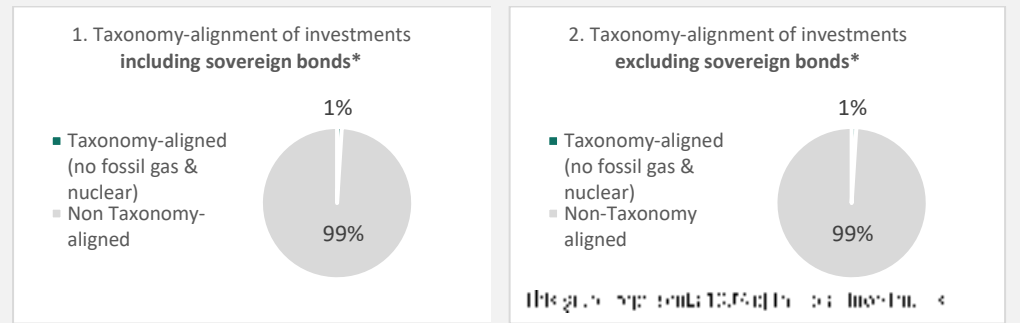 1. Taxonomy-alignment of investments
including sovereign bonds*
1%
Taxonomy-aligned
(no fossil gas &
nuclear)
Non Taxonomy-
aligned
99%
2. Taxonomy-alignment of investments
excluding sovereign bonds*
1%
Taxonomy-aligned
(no fossil gas &
nuclear)
Non-Taxonomy
aligned
99%